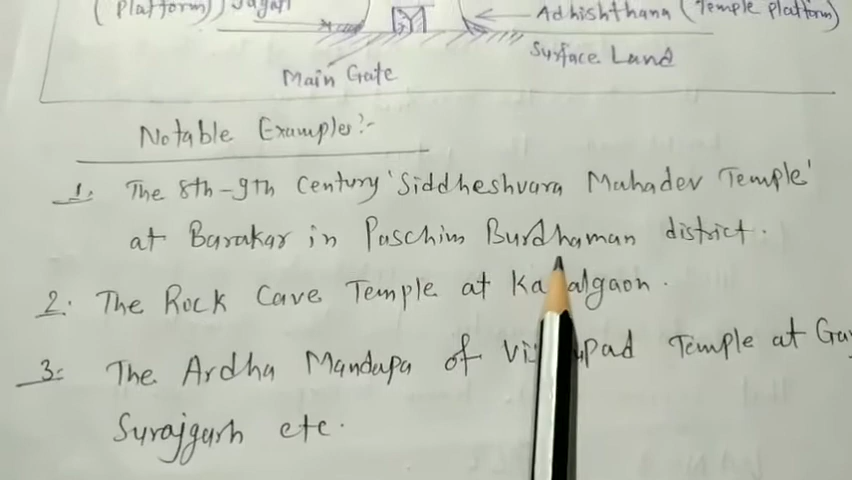 (Platform) Jagati
Adhishthana (Temple platform)
Surface Land
Main Gate
Notable Examples:-
1. The 8th-9th Century 'Siddheshvara Mahadev Temple'
at Barakar in Paschim Burdhaman district.
2. The Rock Cave Temple at
3. The Ardha Mandapa of Temple at
Surajgarh etc.